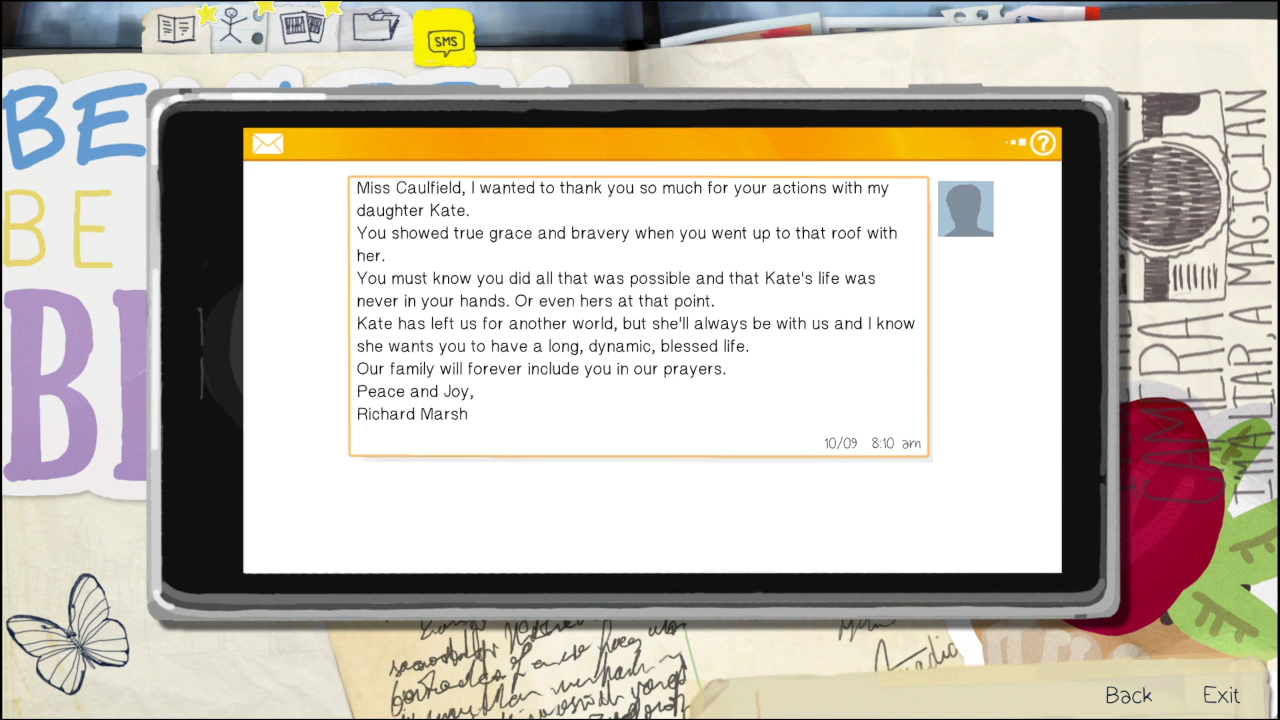 SMS
BE
BE
Miss Caulfield, I wanted to thank you so much for your actions with my
daughter Kate.
You showed true grace and bravery when you went up to that roof with
her.
You must know you did all that was possible and that Kate's life was
never in your hands. Or even hers at that point.
Kate has left us for another world, but she'll always be with us and I know
she wants you to have a long, dynamic, blessed life.
Our family will forever include you in our prayers.
Peace and Joy,
Richard Marsh
10/09 8:10 am
?
A MAGICIAN
Back Exit